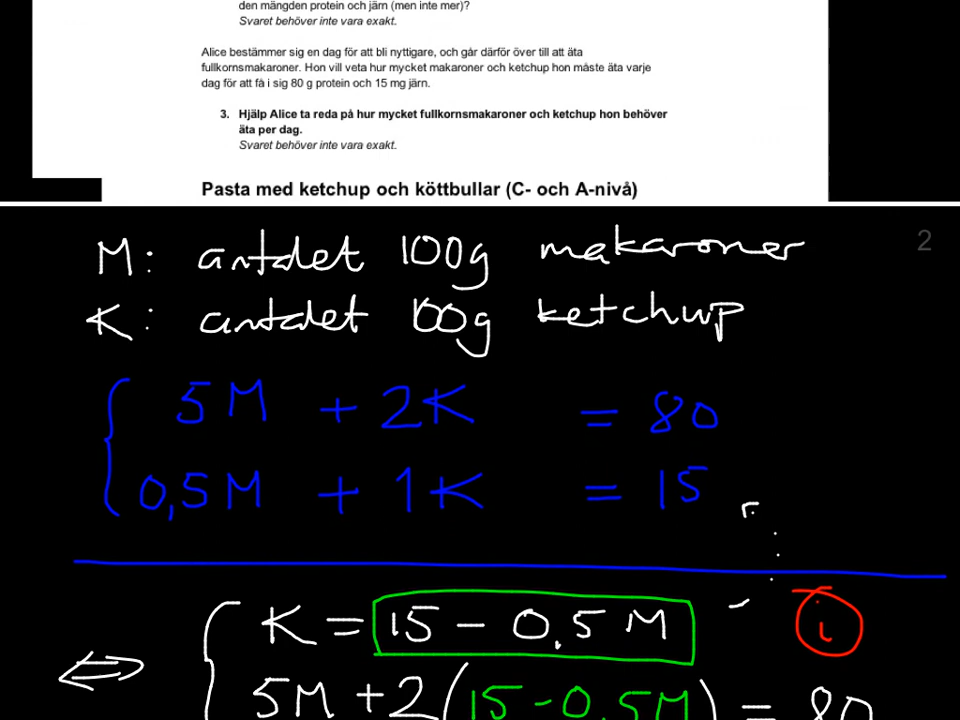 den mängden protein och järn (men inte mer)?
Svaret behöver inte vara exakt.
Alice bestämmer sig en dag för att bli nyttigare, och går därför över till att äta
fullkornsmakaroner. Hon vill veta hur mycket makaroner och ketchup hon måste äta varje
dag för att få i sig 80 g protein och 15 mg järn.
3. Hjälp Alice ta reda på hur mycket fullkornsmakaroner och ketchup hon behöver
äta per dag.
Svaret behöver inte vara exakt.
Pasta med ketchup och köttbullar (C- och A-nivå)
2
M: antalet 100g makaroner
K: antalet 100g ketchup
5M + 2K = 80
0,5M + 1K = 15
K = 15 - 0,5M
i
⇔ 5M + 2(15-0,5M) = 80